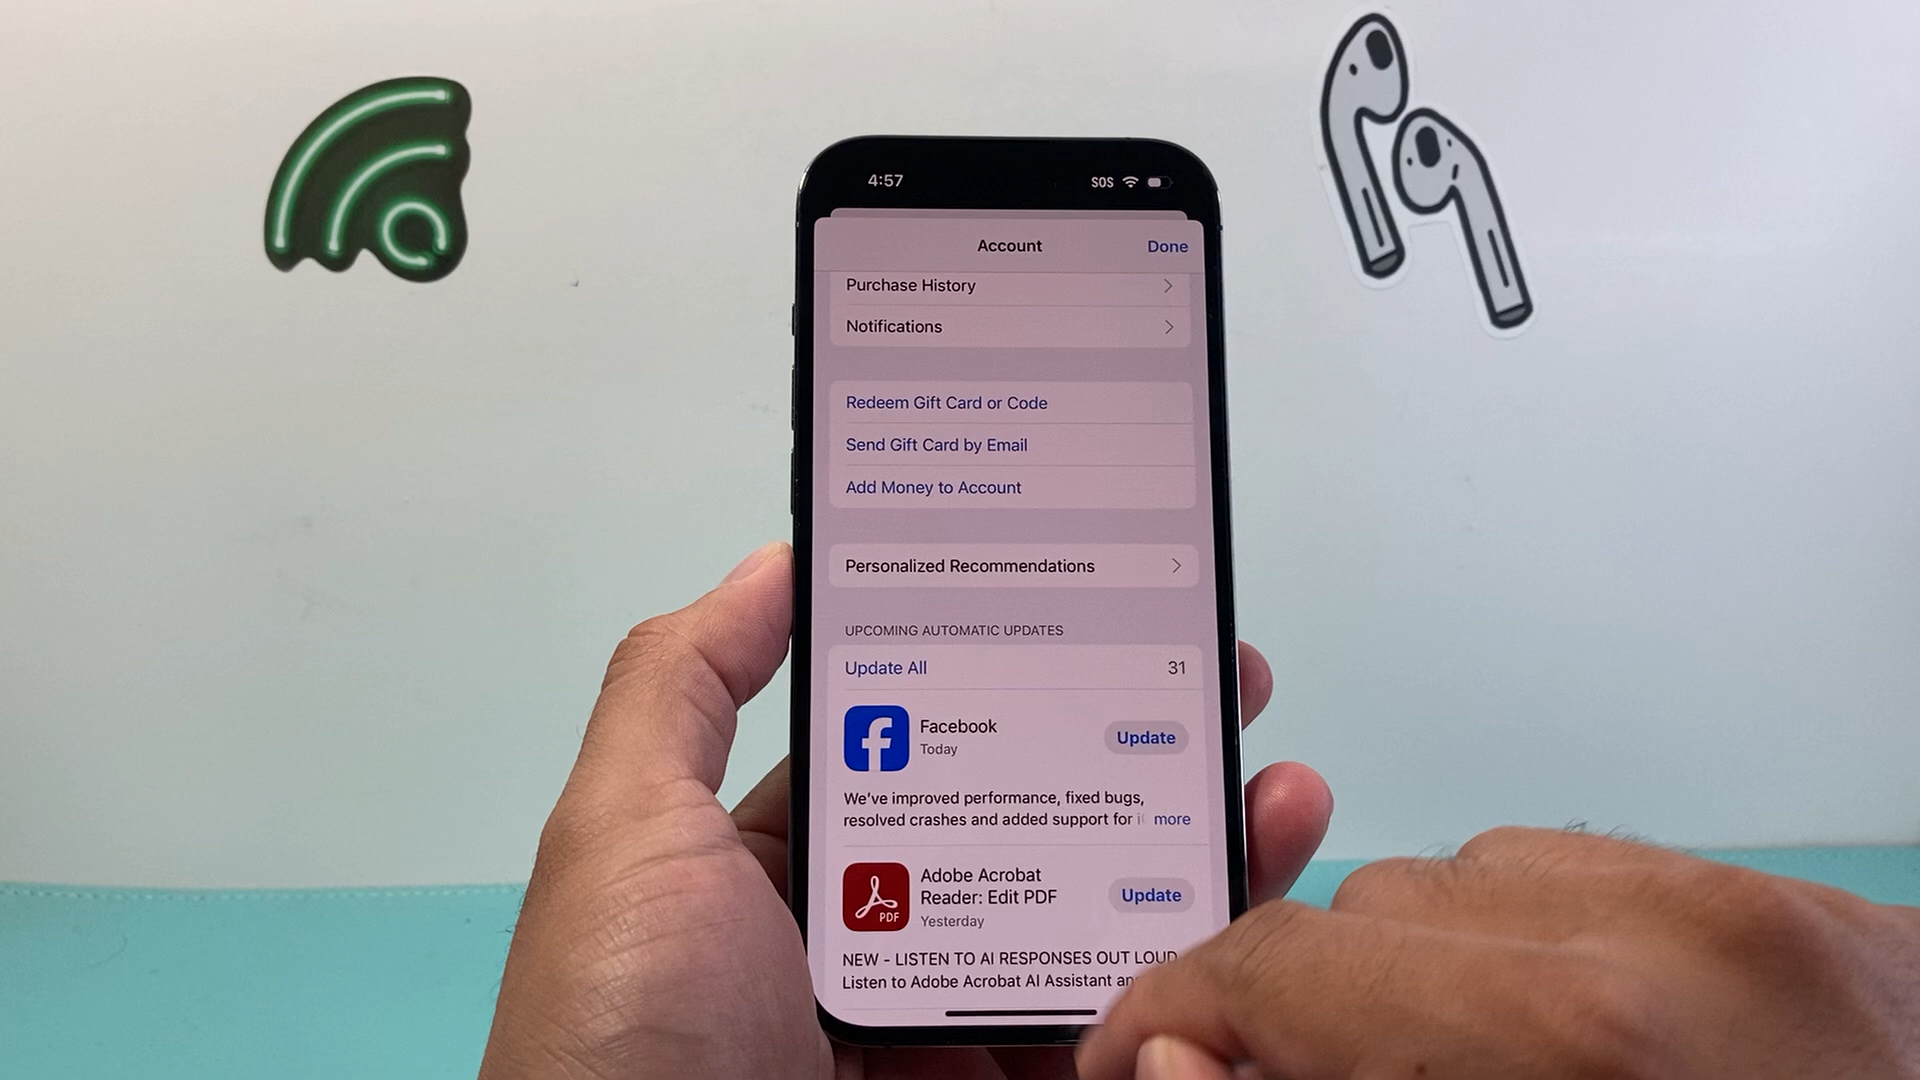 4:57 SOS
Account Done
Purchase History
Notifications
Redeem Gift Card or Code
Send Gift Card by Email
Add Money to Account
Personalized Recommendations
UPCOMING AUTOMATIC UPDATES
Update All 31
Facebook
Today
Update
We've improved performance, fixed bugs,
resolved crashes and added support for more
PDF
Adobe Acrobat
Reader: Edit PDF
Yesterday
Update
NEW - LISTEN TO AI RESPONSES OUT LOUD
Listen to Adobe Acrobat AI Assistant